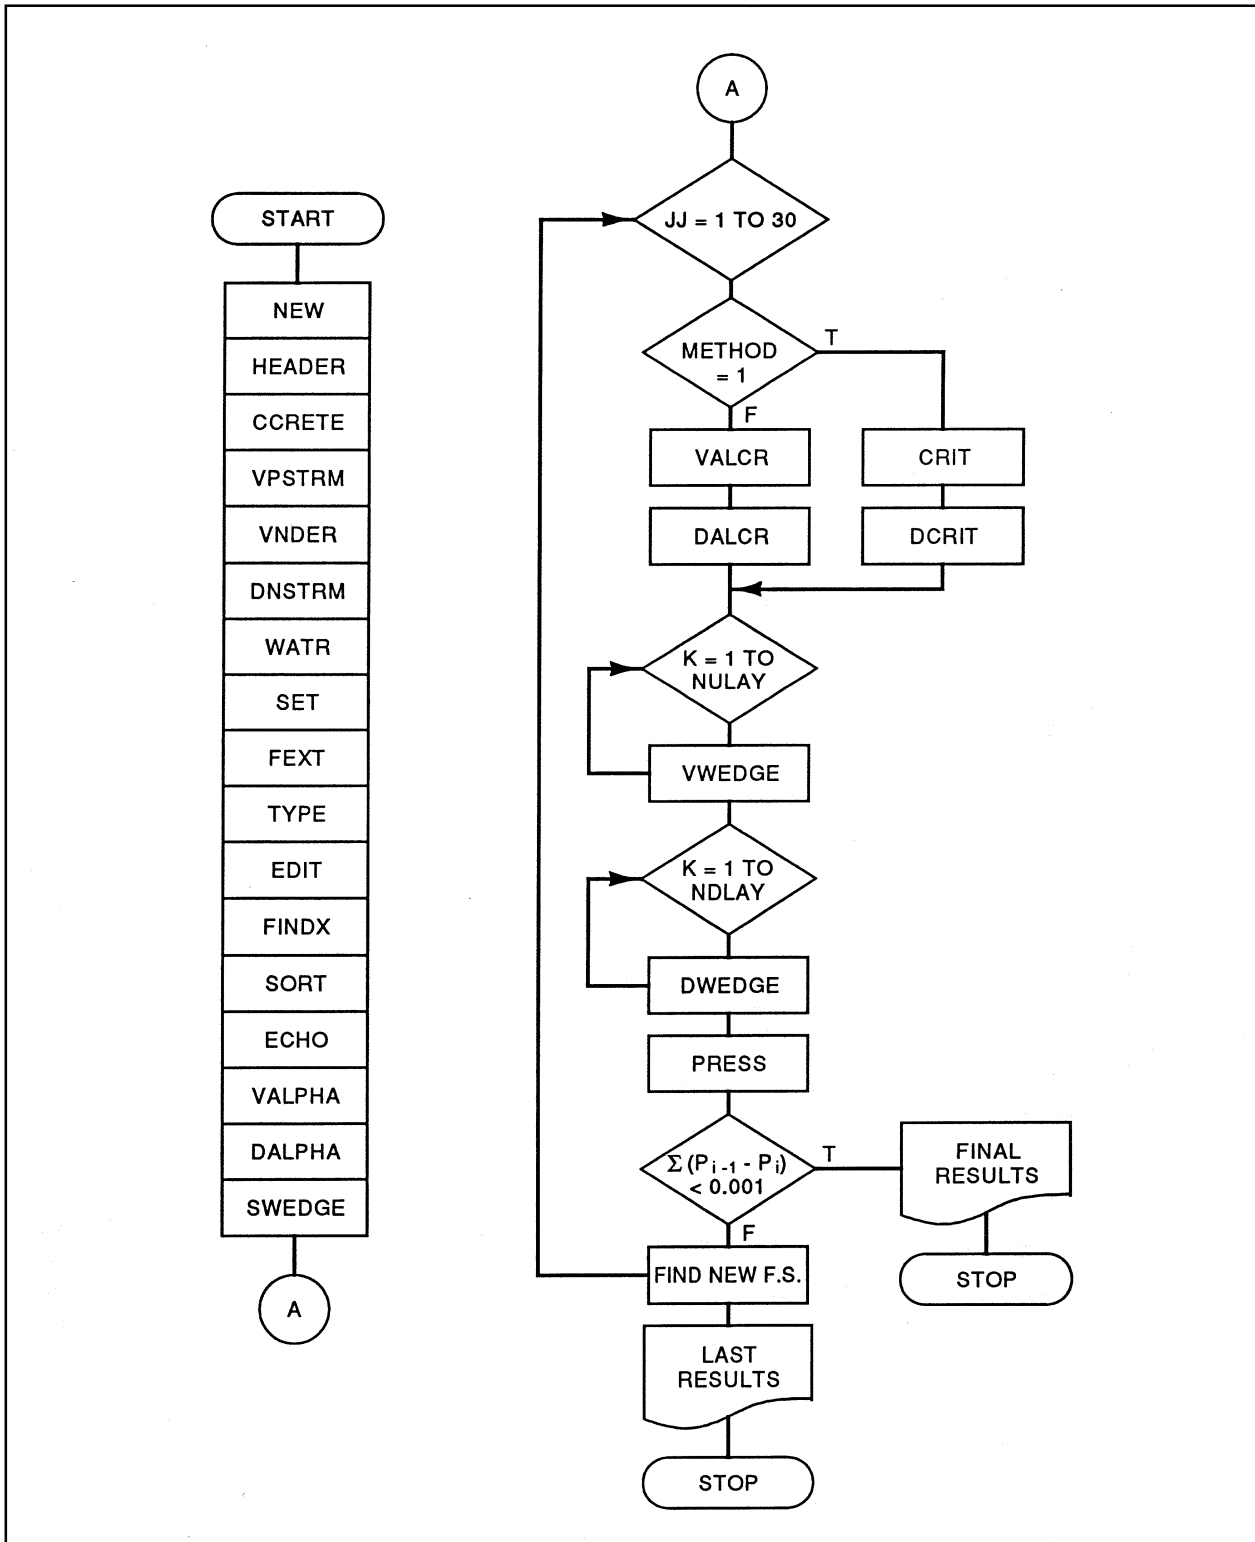 START
NEW
HEADER
CCRETE
VPSTRM
VNDER
DNSTRM
WATR
SET
FEXT
TYPE
EDIT
FINDX
SORT
ECHO
VALPHA
DALPHA
SWEDGE
A
A
JJ = 1 TO 30
METHOD
= 1
T
F
VALCR
CRIT
DALCR
DCRIT
K = 1 TO
NULAY
VWEDGE
K = 1 TO
NDLAY
DWEDGE
PRESS
Σ (P i -1 - P i)
< 0.001
T
FINAL
RESULTS
F
FIND NEW F.S.
STOP
LAST
RESULTS
STOP